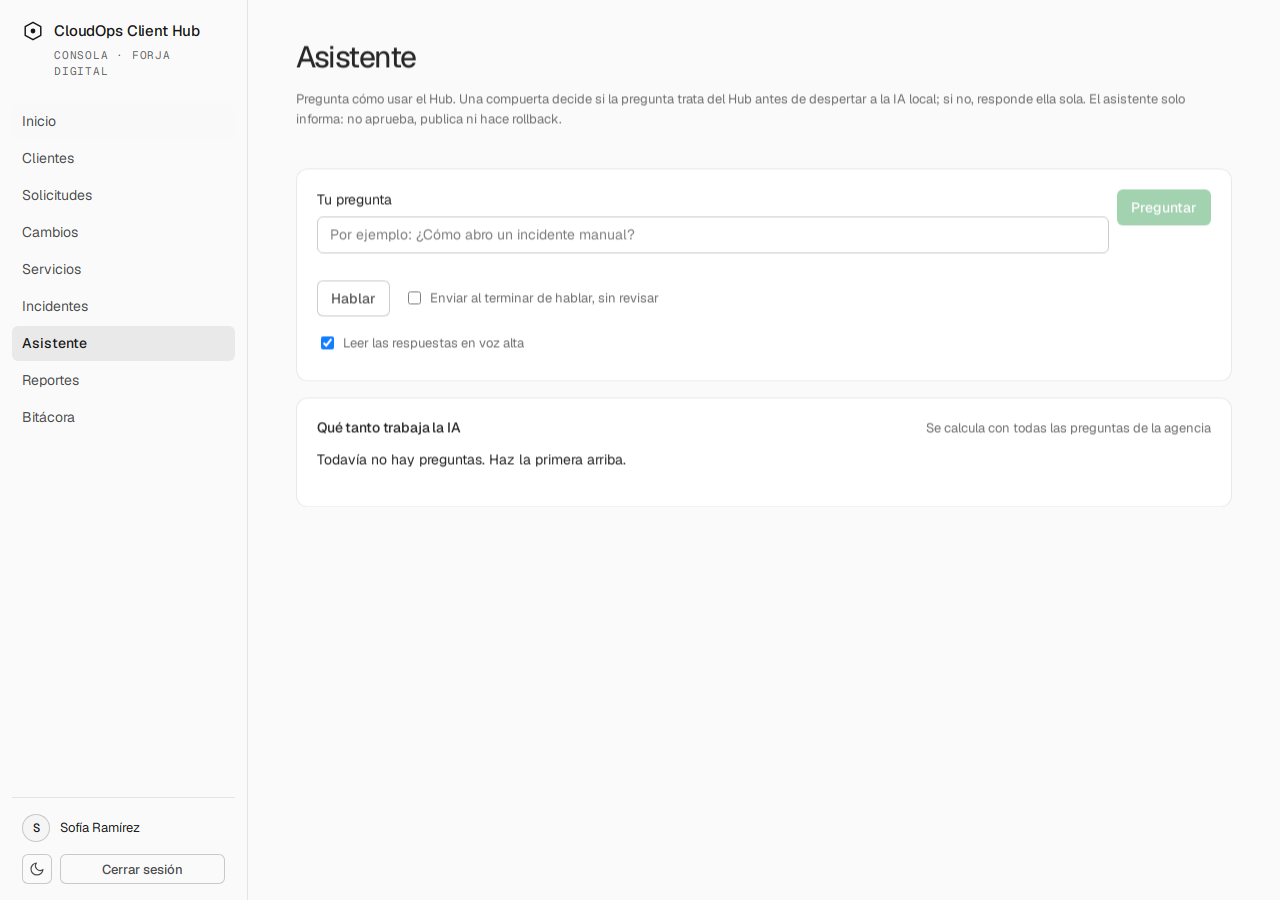 CloudOps Client Hub
CONSOLA · FORJA
DIGITAL
Inicio
Clientes
Solicitudes
Cambios
Servicios
Incidentes
Asistente
Reportes
Bitácora
S
Sofía Ramírez
Cerrar sesión
Asistente
Pregunta cómo usar el Hub. Una compuerta decide si la pregunta trata del Hub antes de despertar a la IA local; si no, responde ella sola. El asistente solo
informa: no aprueba, publica ni hace rollback.
Tu pregunta
Por ejemplo: ¿Cómo abro un incidente manual?
Preguntar
Hablar
Enviar al terminar de hablar, sin revisar
Leer las respuestas en voz alta
Qué tanto trabaja la IA
Se calcula con todas las preguntas de la agencia
Todavía no hay preguntas. Haz la primera arriba.